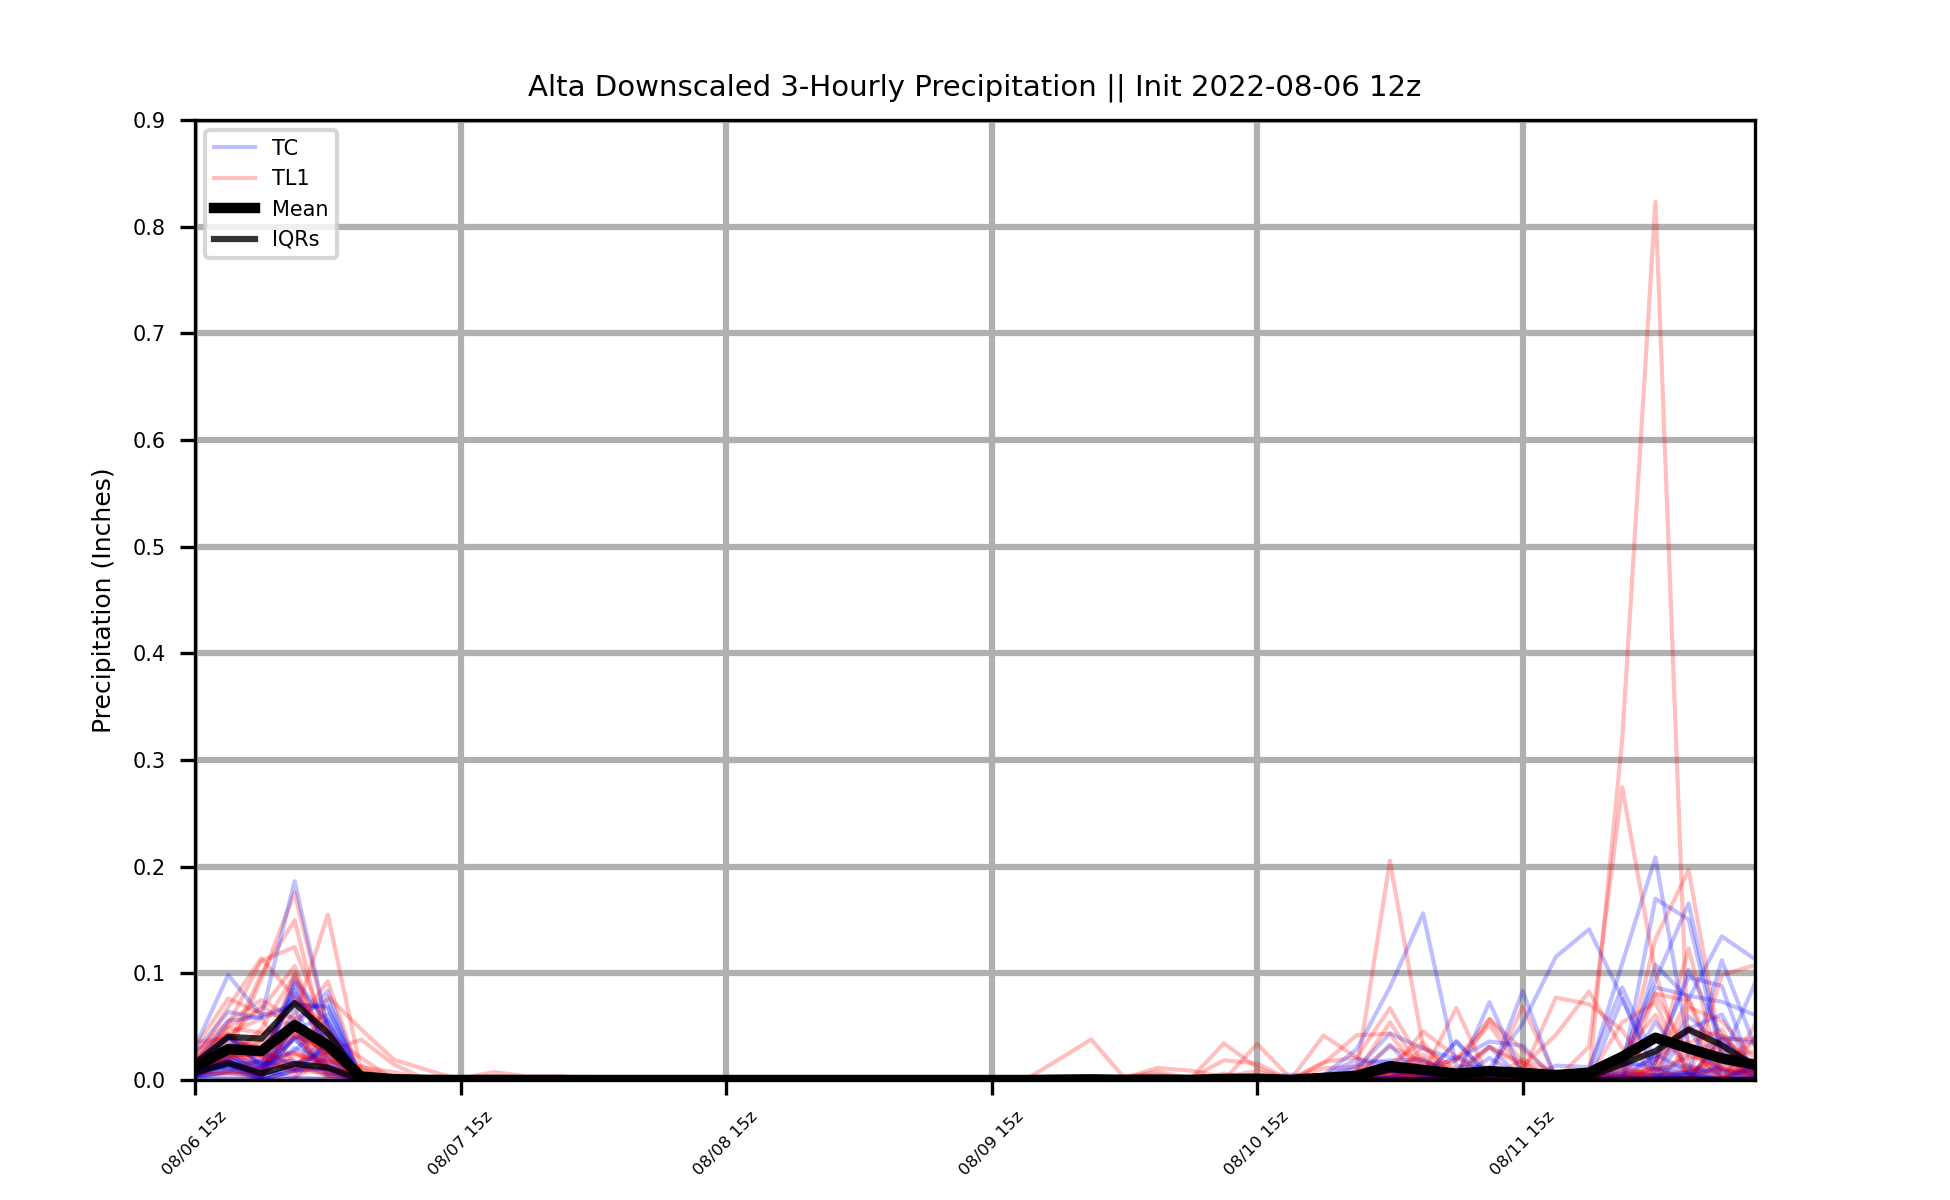 Alta Downscaled 3-Hourly Precipitation || Init 2022-08-06 12z
Precipitation (Inches)
0.9
0.8
0.7
0.6
0.5
0.4
0.3
0.2
0.1
0.0
TC
TL1
Mean
IQRs
08/06 15z
08/07 15z
08/08 15z
08/09 15z
08/10 15z
08/11 15z